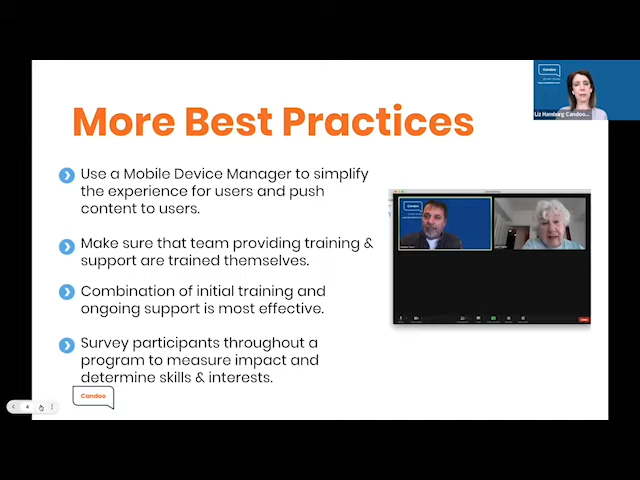 Candoo
Liz Hamburg Candoo...
More Best Practices
Use a Mobile Device Manager to simplify
the experience for users and push
content to users.
Make sure that team providing training &
support are trained themselves.
Combination of initial training and
ongoing support is most effective.
Survey participants throughout a
program to measure impact and
determine skills & interests.
Candoo
Candoo
4